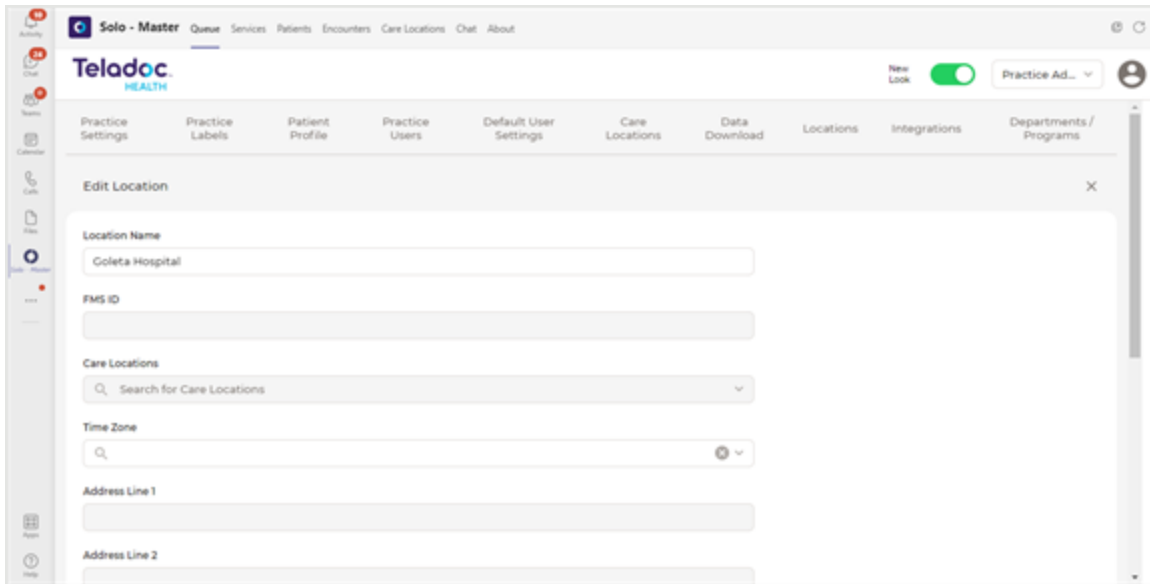 Activity
Chat
Teams
Calendar
Calls
Files
Solo - Master
Apps
Help
Solo - Master Queue Services Patients Encounters Care Locations Chat About
Teladoc
HEALTH
New
Look
Practice Ad...
Practice
Settings
Practice
Labels
Patient
Profile
Practice
Users
Default User
Settings
Care
Locations
Data
Download
Locations
Integrations
Departments /
Programs
Edit Location
Location Name
Goleta Hospital
FMS ID
Care Locations
Search for Care Locations
Time Zone
Address Line 1
Address Line 2